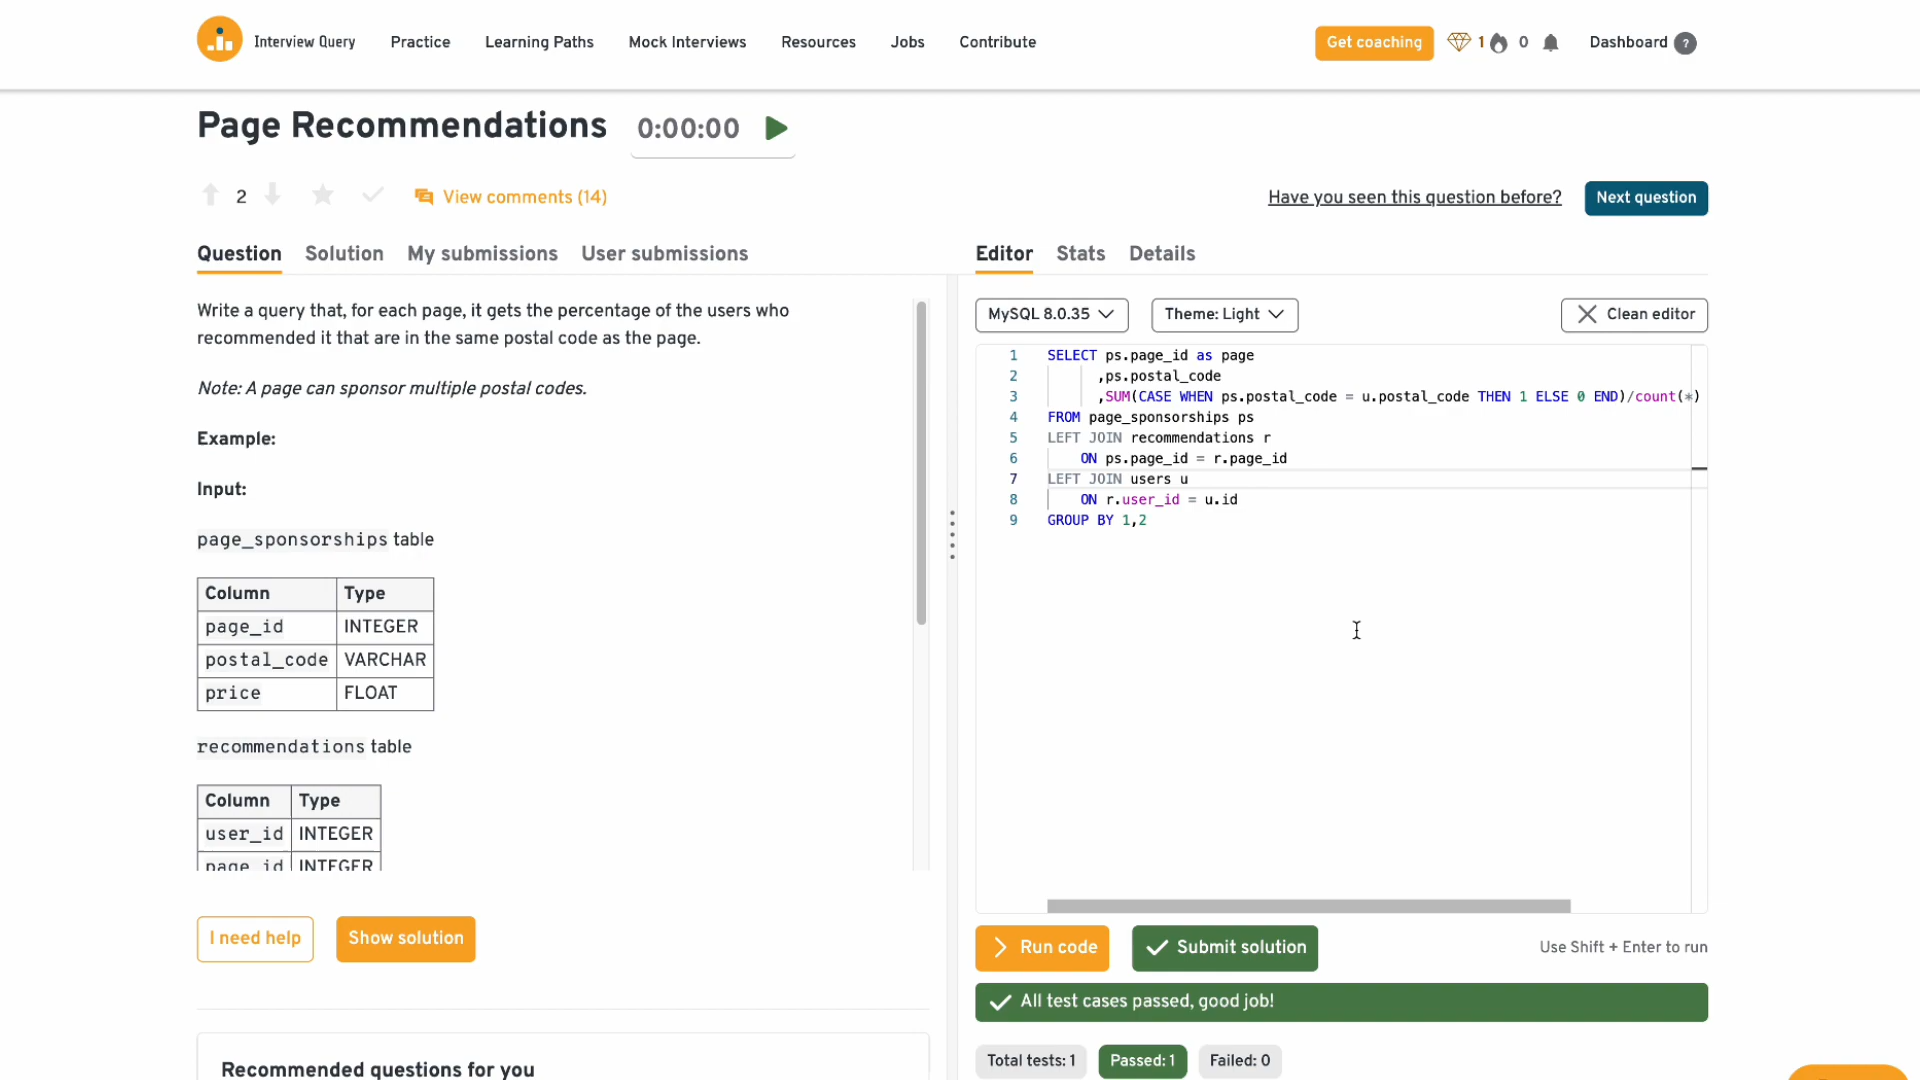 Interview Query
Practice
Learning Paths
Mock Interviews
Resources
Jobs
Contribute
Get coaching
1
0
Dashboard ?
Page Recommendations
0:00:00
2
View comments (14)
Have you seen this question before?
Next question
Question
Solution
My submissions
User submissions
Write a query that, for each page, it gets the percentage of the users who
recommended it that are in the same postal code as the page.
Note: A page can sponsor multiple postal codes.
Example:
Input:
page_sponsorships table
Column Type
page_id INTEGER
postal_code VARCHAR
price FLOAT
recommendations table
Column Type
user_id INTEGER
page_id INTEGER
I need help
Show solution
Recommended questions for you
Editor
Stats
Details
MySQL 8.0.35
Theme: Light
Clean editor
1 SELECT ps.page_id as page
2 ,ps.postal_code
3 ,SUM(CASE WHEN ps.postal_code = u.postal_code THEN 1 ELSE 0 END)/count(*)
4 FROM page_sponsorships ps
5 LEFT JOIN recommendations r
6 ON ps.page_id = r.page_id
7 LEFT JOIN users u
8 ON r.user_id = u.id
9 GROUP BY 1,2
Run code
Submit solution
Use Shift + Enter to run
All test cases passed, good job!
Total tests: 1
Passed: 1
Failed: 0